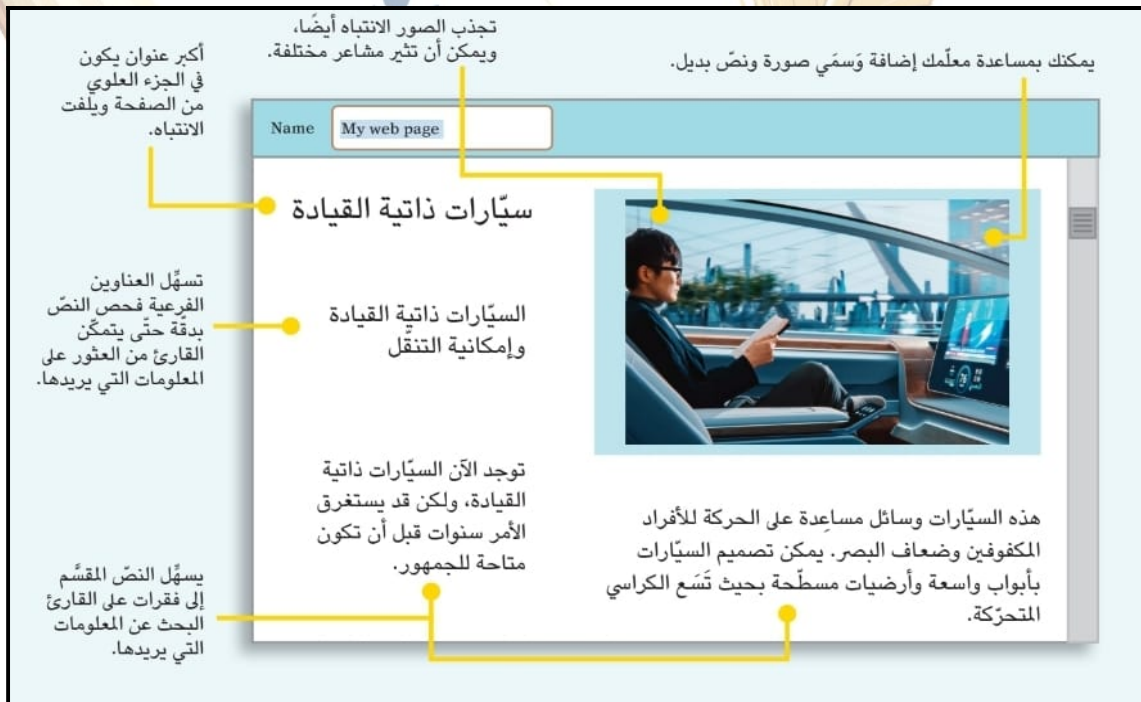 تجذب الصور الانتباه أيضًا،
ويمكن أن تثير مشاعر مختلفة.
يمكنك بمساعدة معلّمك إضافة وَسمَي صورة ونصّ بديل.
أكبر عنوان يكون
في الجزء العلوي
من الصفحة ويلفت
الانتباه.
Name My web page
سيّارات ذاتية القيادة
تسهِّل العناوين
الفرعية فحص النصّ
بدقّة حتّى يتمكّن
القارئ من العثور على
المعلومات التي يريدها.
السيّارات ذاتية القيادة
وإمكانية التنقّل
توجد الآن السيّارات ذاتية
القيادة، ولكن قد يستغرق
الأمر سنوات قبل أن تكون
متاحة للجمهور.
هذه السيّارات وسائل مساعِدة على الحركة للأفراد
المكفوفين وضعاف البصر. يمكن تصميم السيّارات
بأبواب واسعة وأرضيات مسطّحة بحيث تَسَع الكراسي
المتحرّكة.
يسهِّل النصّ المقسَّم
إلى فقرات على القارئ
البحث عن المعلومات
التي يريدها.